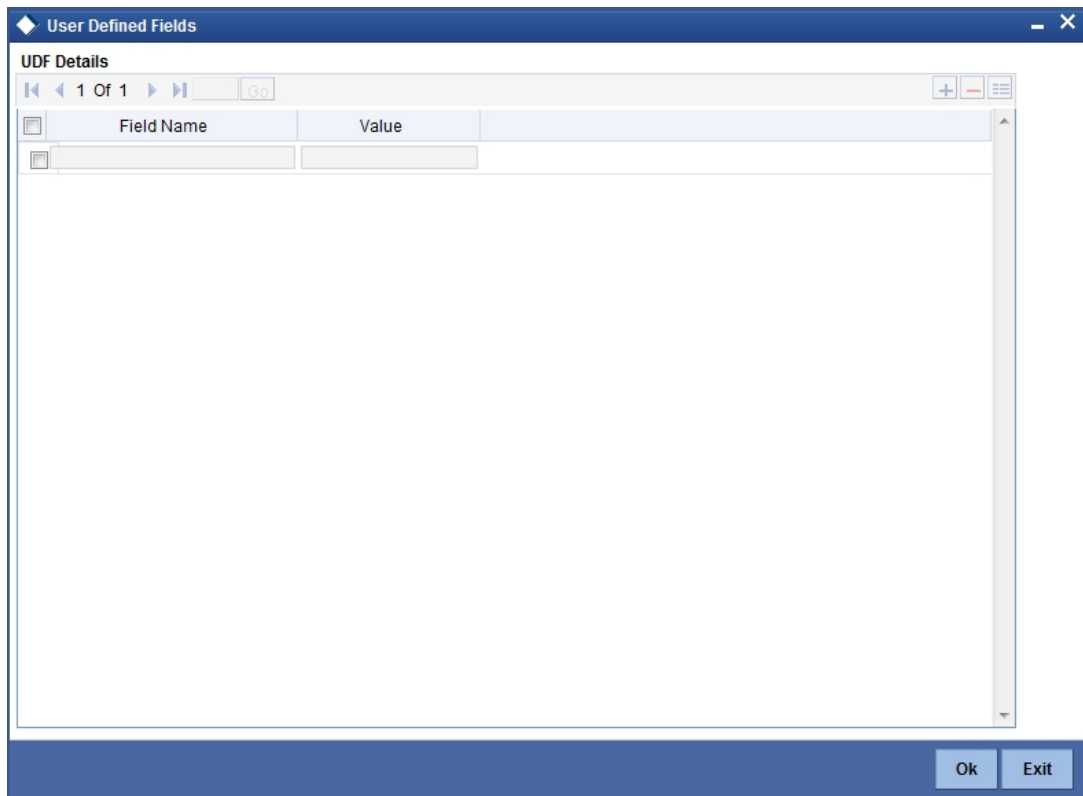 User Defined Fields
UDF Details
1 Of 1 Go
Field Name Value
Ok Exit